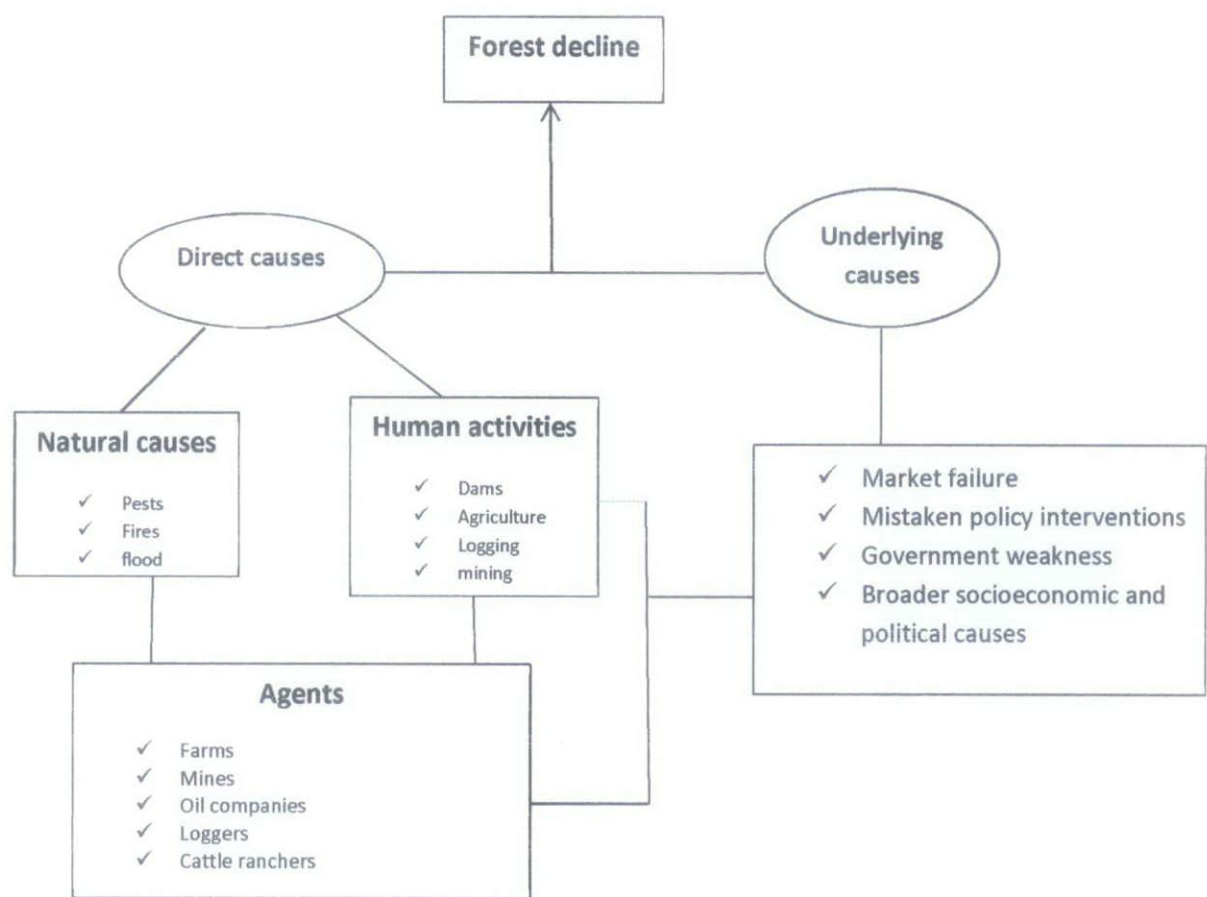 Forest decline
Direct causes
Underlying
causes
Natural causes
✓ Pests
✓ Fires
✓ flood
Human activities
✓ Dams
✓ Agriculture
✓ Logging
✓ mining
✓ Market failure
✓ Mistaken policy interventions
✓ Government weakness
✓ Broader socioeconomic and
political causes
Agents
✓ Farms
✓ Mines
✓ Oil companies
✓ Loggers
✓ Cattle ranchers